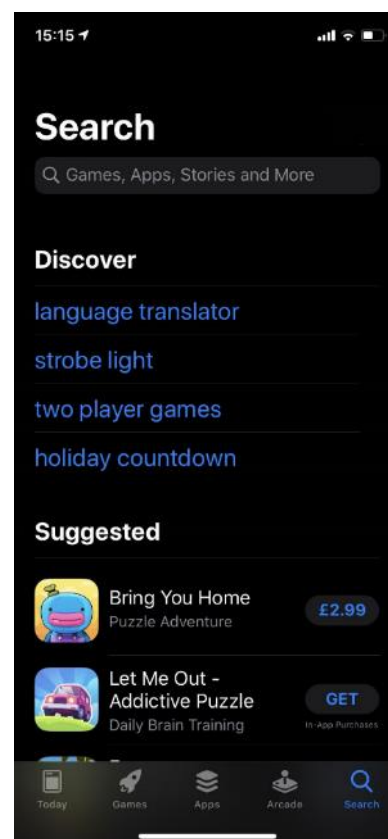 15:15
Search
Games, Apps, Stories and More
Discover
language translator
strobe light
two player games
holiday countdown
Suggested
Bring You Home
Puzzle Adventure
£2.99
Let Me Out -
Addictive Puzzle
Daily Brain Training
GET
In-App Purchases
Today
Games
Apps
Arcade
Search